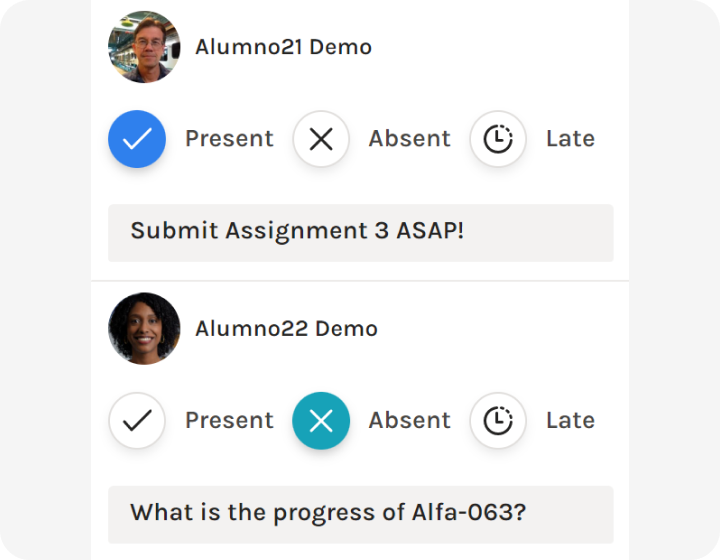 Alumno21 Demo
Present Absent Late
Submit Assignment 3 ASAP!
Alumno22 Demo
Present Absent Late
What is the progress of Alfa-063?